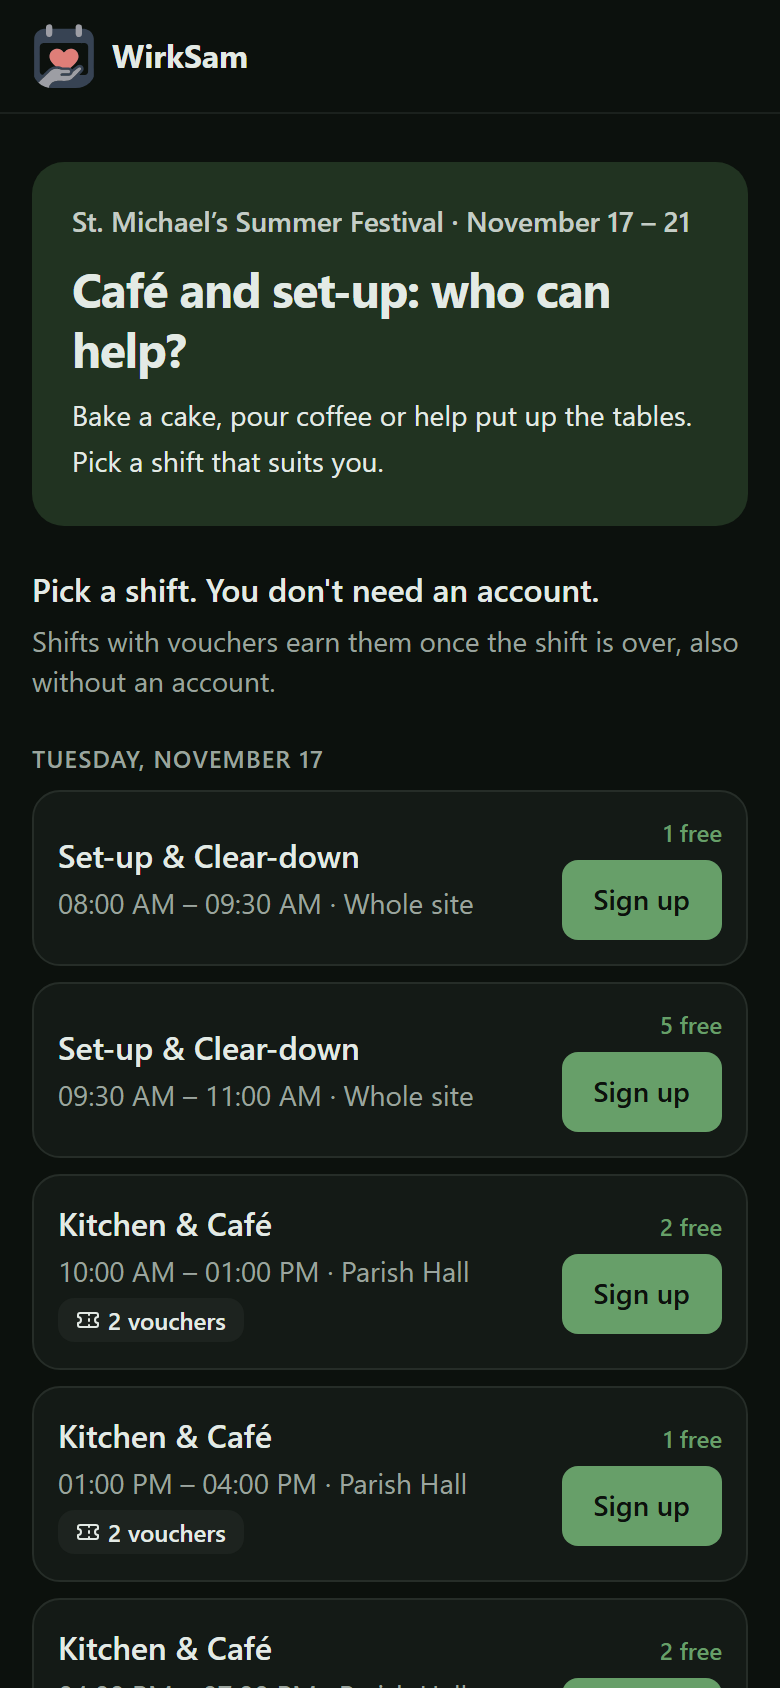 WirkSam
St. Michael’s Summer Festival · November 17 – 21
Café and set-up: who can
help?
Bake a cake, pour coffee or help put up the tables.
Pick a shift that suits you.
Pick a shift. You don't need an account.
Shifts with vouchers earn them once the shift is over, also
without an account.
TUESDAY, NOVEMBER 17
1 free
Set-up & Clear-down
08:00 AM – 09:30 AM · Whole site
Sign up
5 free
Set-up & Clear-down
09:30 AM – 11:00 AM · Whole site
Sign up
Kitchen & Café
2 free
10:00 AM – 01:00 PM · Parish Hall
Sign up
2 vouchers
Kitchen & Café
1 free
01:00 PM – 04:00 PM · Parish Hall
Sign up
2 vouchers
Kitchen & Café
2 free